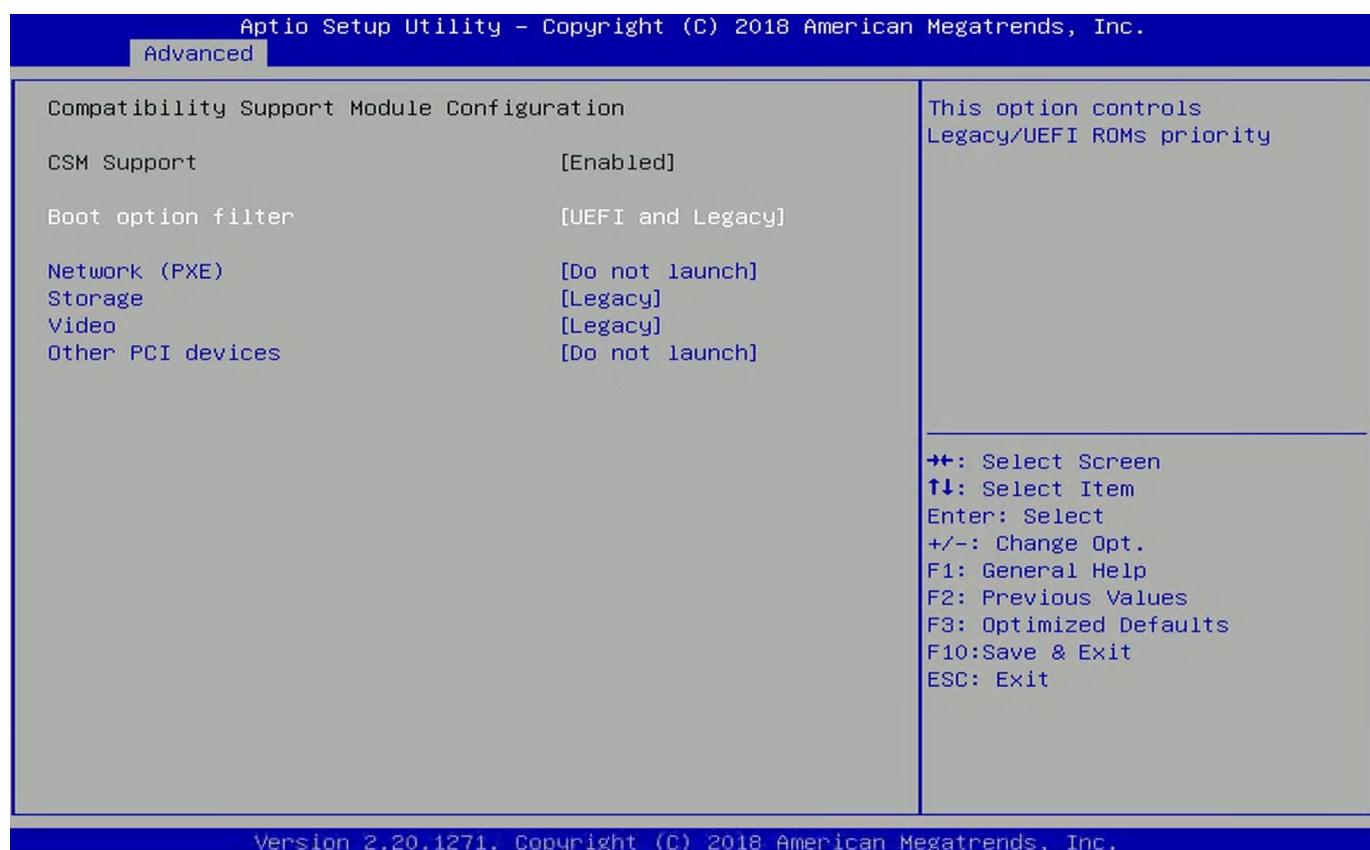 Aptio Setup Utility – Copyright (C) 2018 American Megatrends, Inc.
Advanced
Compatibility Support Module Configuration
CSM Support [Enabled]
Boot option filter [UEFI and Legacy]
Network (PXE) [Do not launch]
Storage [Legacy]
Video [Legacy]
Other PCI devices [Do not launch]
This option controls
Legacy/UEFI ROMs priority
→←: Select Screen
↑↓: Select Item
Enter: Select
+/-: Change Opt.
F1: General Help
F2: Previous Values
F3: Optimized Defaults
F10:Save & Exit
ESC: Exit
Version 2.20.1271. Copyright (C) 2018 American Megatrends, Inc.